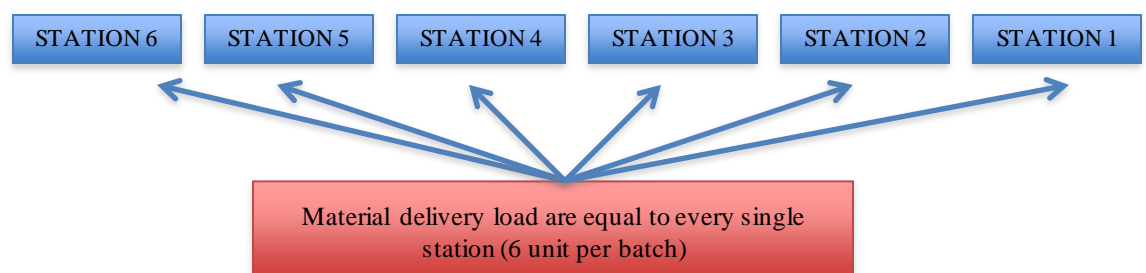 STATION 6
STATION 5
STATION 4
STATION 3
STATION 2
STATION 1
Material delivery load are equal to every single
station (6 unit per batch)